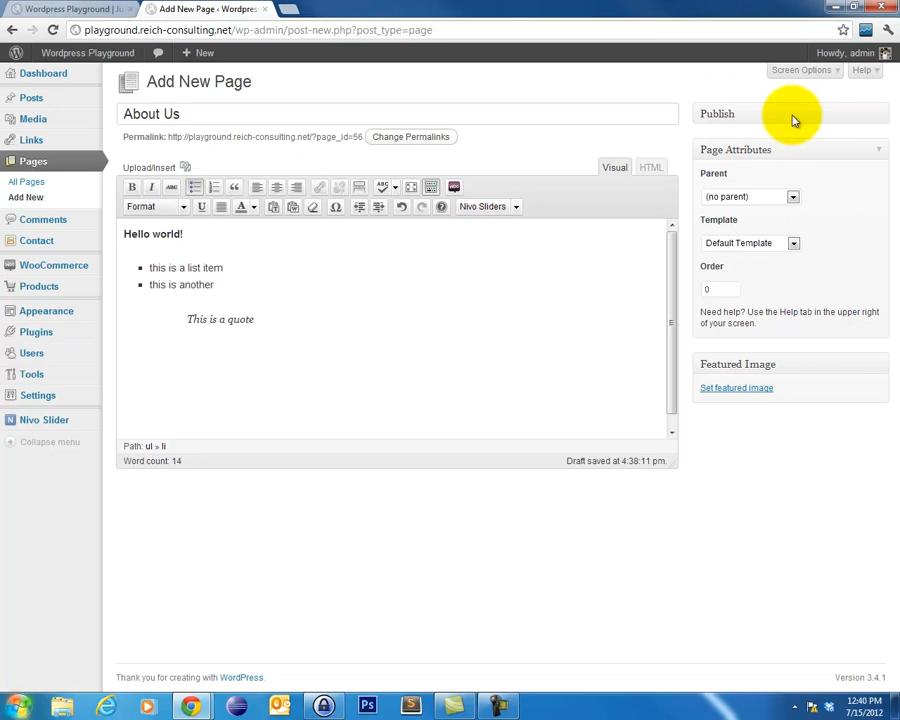 Wordpress Playground | Ju
Add New Page ‹ Wordpres
playground.reich-consulting.net/wp-admin/post-new.php?post_type=page
Wordpress Playground
New
Howdy, admin
Screen Options
Help
Dashboard
Posts
Media
Links
Pages
All Pages
Add New
Comments
Contact
WooCommerce
Products
Appearance
Plugins
Users
Tools
Settings
Nivo Slider
Collapse menu
Add New Page
About Us
Permalink: http://playground.reich-consulting.net/?page_id=56 Change Permalinks
Upload/Insert
Visual HTML
B I ABC
Format U A Nivo Sliders
Hello world!
this is a list item
this is another
This is a quote
Path: ul » li
Word count: 14
Draft saved at 4:38:11 pm.
Publish
Page Attributes
Parent
(no parent)
Template
Default Template
Order
0
Need help? Use the Help tab in the upper right
of your screen.
Featured Image
Set featured image
Thank you for creating with WordPress.
Version 3.4.1
Ps
S
12:40 PM
7/15/2012